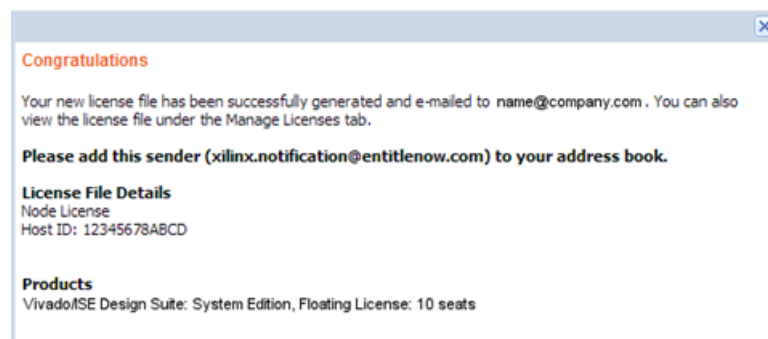 Congratulations
Your new license file has been successfully generated and e-mailed to name@company.com . You can also
view the license file under the Manage Licenses tab.
Please add this sender (xilinx.notification@entitlenow.com) to your address book.
License File Details
Node License
Host ID: 12345678ABCD
Products
Vivado/ISE Design Suite: System Edition, Floating License: 10 seats